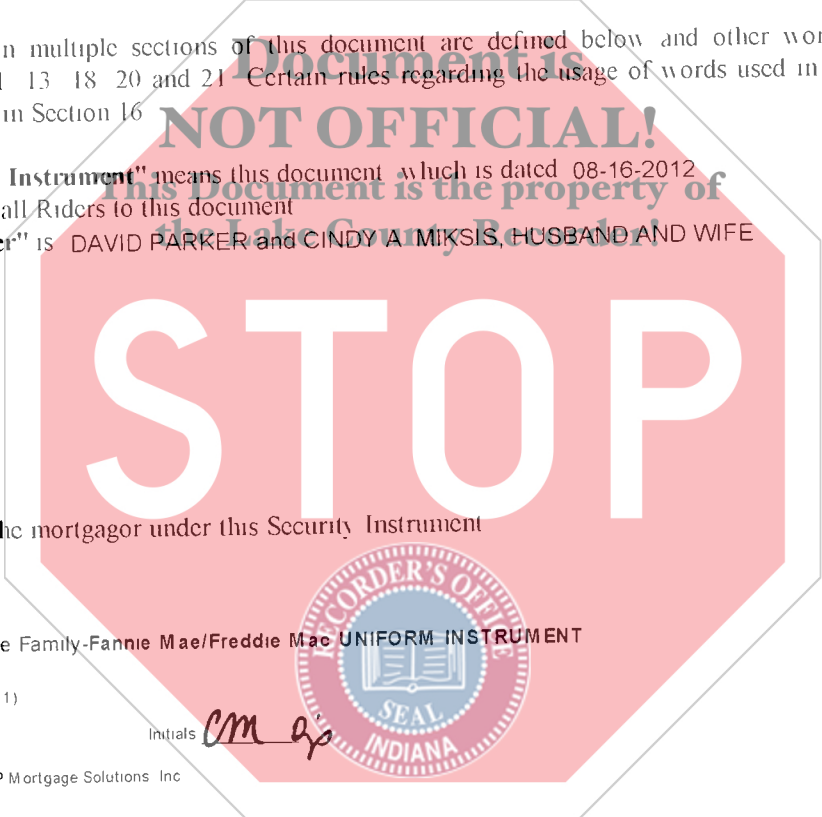 n multiple sections of this document are defined below and other wor
13 18 20 and 21 Certain rules regarding the usage of words used in
in Section 16
Document is
NOT OFFICIAL!
This Document is the property of
the Lake County Recorder!
Instrument" means this document which is dated 08-16-2012
all Riders to this document
er" is DAVID PARKER and CINDY A MIKSIS, HUSBAND AND WIFE
STOP
he mortgagor under this Security Instrument
RECORDER'S OFFICE
SEAL
INDIANA
e Family-Fannie Mae/Freddie Mac UNIFORM INSTRUMENT
1)
Initials CM DJP
P Mortgage Solutions Inc